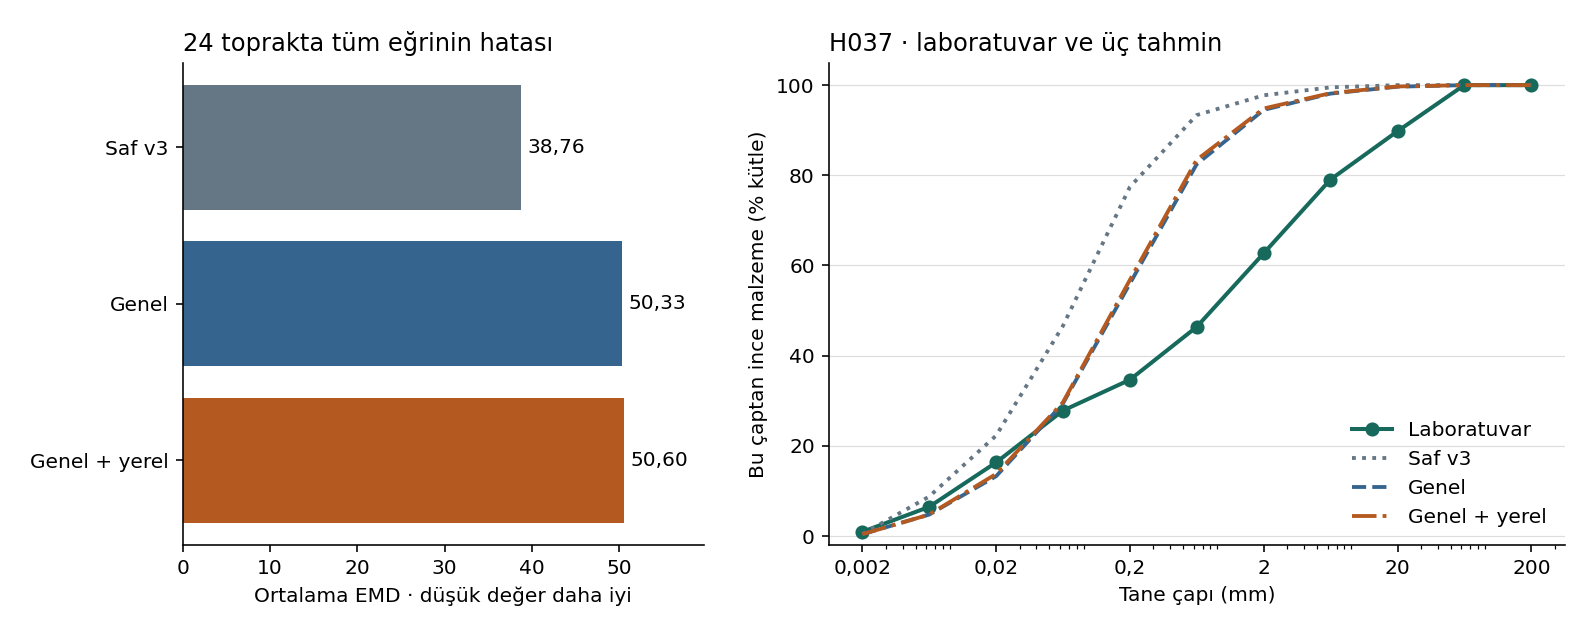 24 toprakta tüm eğrinin hatası
Saf v3
38,76
Genel
50,33
Genel + yerel
50,60
0 10 20 30 40 50
Ortalama EMD · düşük değer daha iyi
H037 · laboratuvar ve üç tahmin
Bu çaptan ince malzeme (% kütle)
100
80
60
40
20
0
Laboratuvar
Saf v3
Genel
Genel + yerel
0,002 0,02 0,2 2 20 200
Tane çapı (mm)